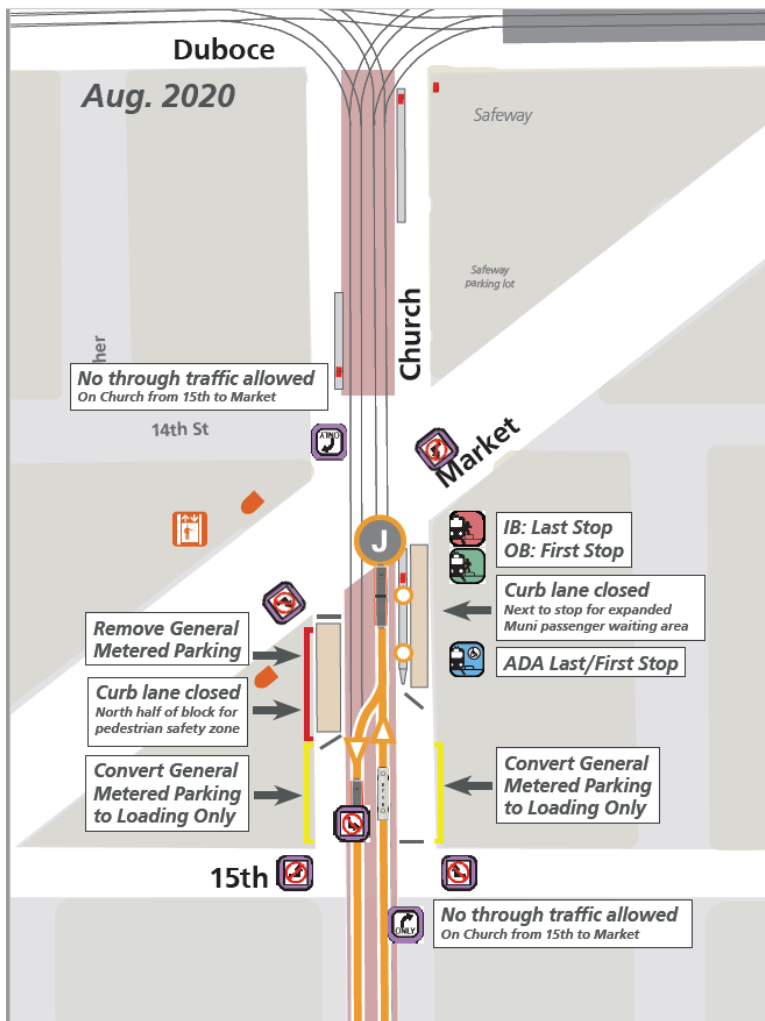 Duboce
Aug. 2020
Safeway
Safeway
parking lot
Church
her
No through traffic allowed
On Church from 15th to Market
14th St
ONLY
Market
J
IB: Last Stop
OB: First Stop
Curb lane closed
Next to stop for expanded
Muni passenger waiting area
Remove General
Metered Parking
ADA Last/First Stop
Curb lane closed
North half of block for
pedestrian safety zone
Convert General
Metered Parking
to Loading Only
Convert General
Metered Parking
to Loading Only
15th
ONLY
No through traffic allowed
On Church from 15th to Market